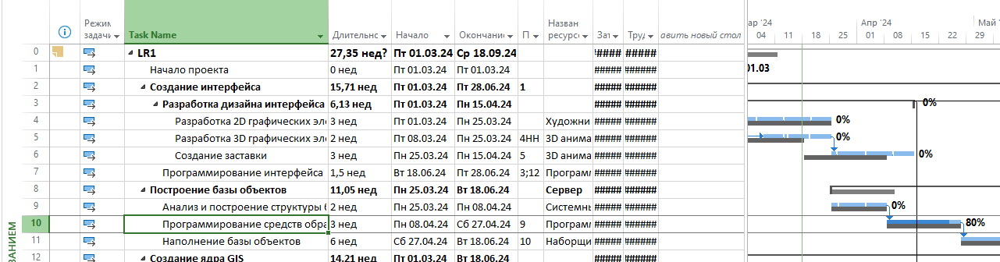 Режим задачи Task Name Длительнс Начало Окончание П Назван ресурс Зат Труд авить новый стол ар '24 Апр '24 Май '
04 11 18 25 01 08 15 22 29
0 LR1 27,35 нед? Пт 01.03.24 Ср 18.09.24 ##### #####
1 Начало проекта 0 нед Пт 01.03.24 Пт 01.03.24 ##### ###### 01.03
2 Создание интерфейса 15,71 нед Пт 01.03.24 Пт 28.06.24 1 ##### ######
3 Разработка дизайна интерфейса 6,13 нед Пт 01.03.24 Пн 15.04.24 ##### ###### 0%
4 Разработка 2D графических эле 3 нед Пт 01.03.24 Пн 25.03.24 Художни ##### ###### 0%
5 Разработка 3D графических эле 2 нед Пт 08.03.24 Пн 25.03.24 4НН 3D анима ##### ###### 0%
6 Создание заставки 3 нед Пн 25.03.24 Пн 15.04.24 5 3D анима ##### ###### 0%
7 Программирование интерфейса 1,5 нед Вт 18.06.24 Пт 28.06.24 3;12 Програм ##### ######
8 Построение базы объектов 11,05 нед Пн 25.03.24 Вт 18.06.24 Сервер ##### ######
9 Анализ и построение структуры б 2 нед Пн 25.03.24 Пн 08.04.24 Системн ##### ###### 0%
10 Программирование средств обра 3 нед Пн 08.04.24 Сб 27.04.24 9 Програм ##### ###### 80%
11 Наполнение базы объектов 6 нед Сб 27.04.24 Вт 18.06.24 10 Наборщи ##### ######
12 Создание ядра GIS 14,21 нед Пт 01.03.24 Вт 18.06.24 ##### ######
ВАНИЕМ